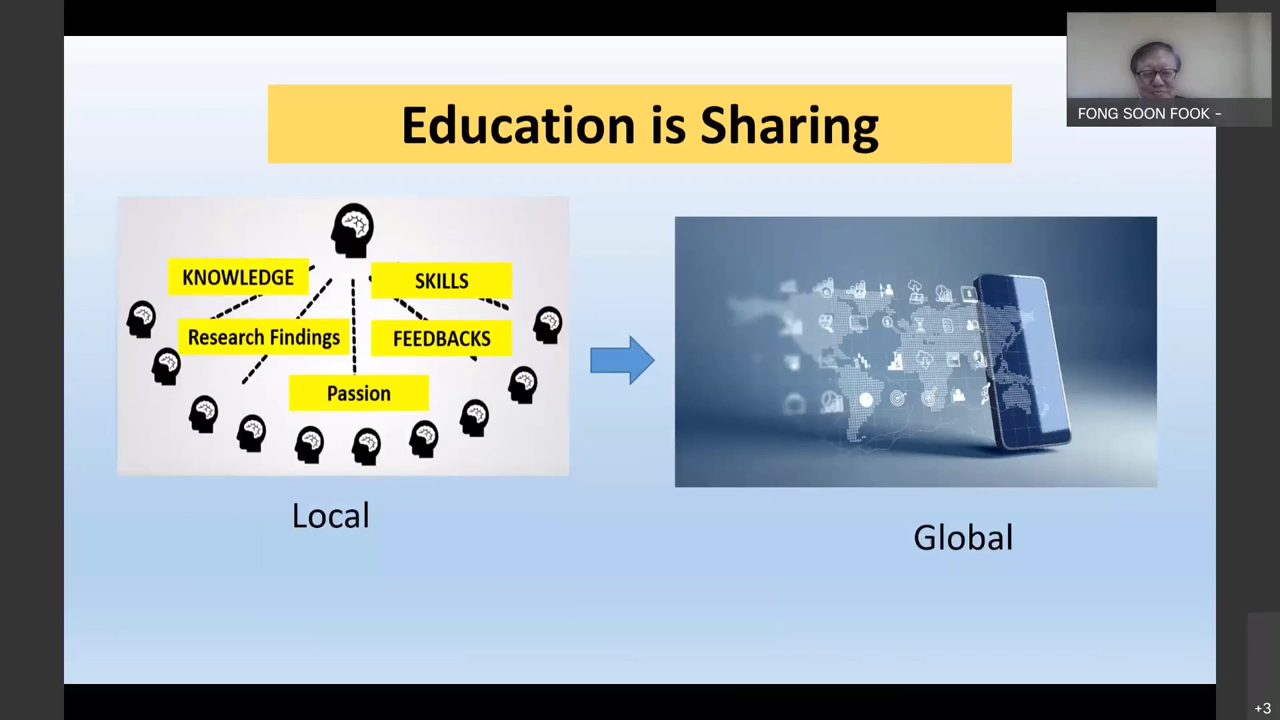 Education is Sharing
FONG SOON FOOK -
KNOWLEDGE
SKILLS
Research Findings
FEEDBACKS
Passion
Local
Global
+3